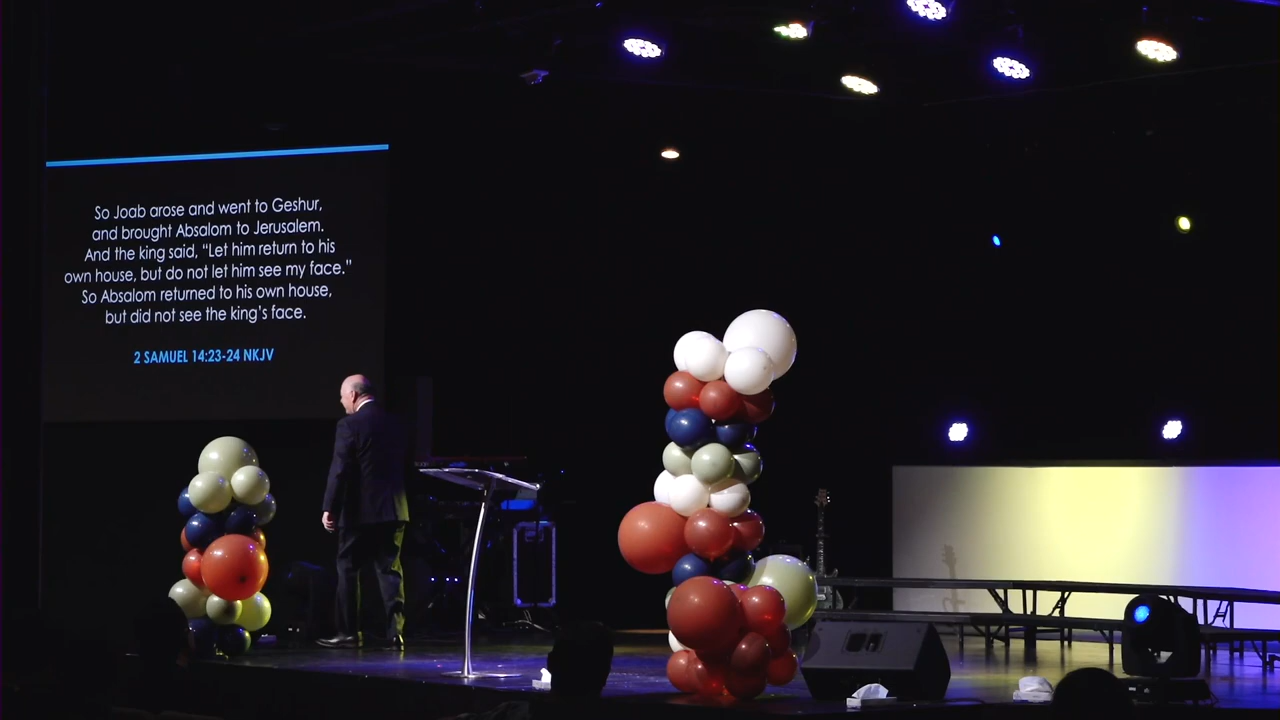 So Joab arose and went to Geshur,
and brought Absalom to Jerusalem.
And the king said, “Let him return to his
own house, but do not let him see my face.”
So Absalom returned to his own house,
but did not see the king’s face.
2 SAMUEL 14:23-24 NKJV